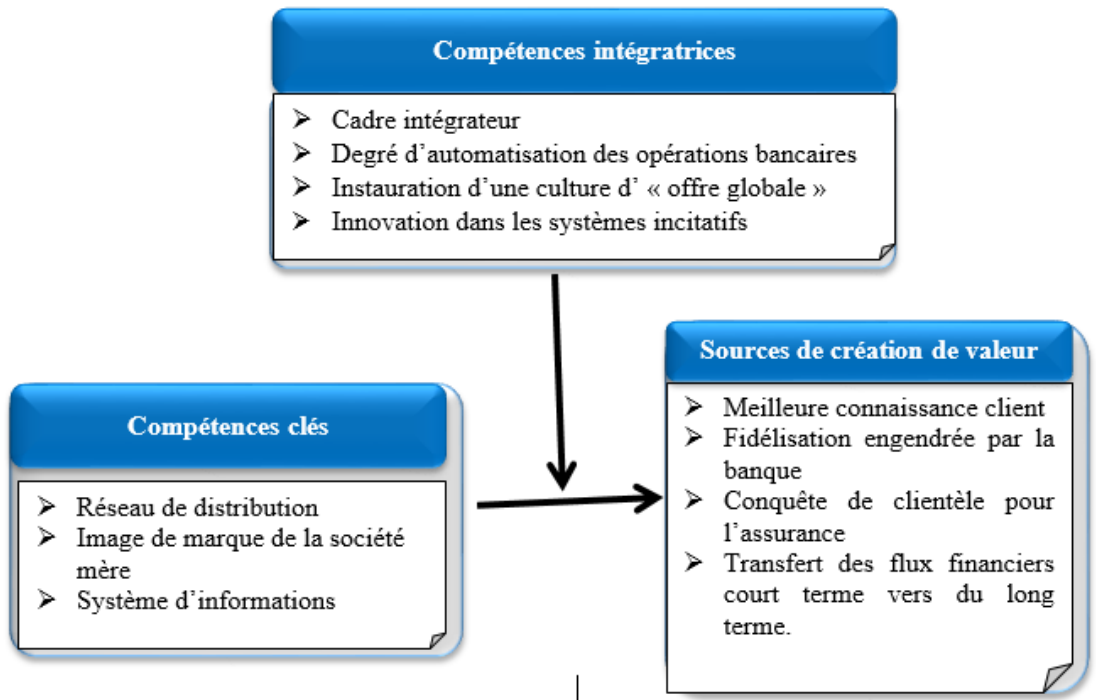 Compétences intégratrices
➢ Cadre intégrateur
➢ Degré d’automatisation des opérations bancaires
➢ Instauration d’une culture d’ « offre globale »
➢ Innovation dans les systèmes incitatifs
Compétences clés
➢ Réseau de distribution
➢ Image de marque de la société
mère
➢ Système d’informations
Sources de création de valeur
➢ Meilleure connaissance client
➢ Fidélisation engendrée par la
banque
➢ Conquête de clientèle pour
l’assurance
➢ Transfert des flux financiers
court terme vers du long
terme.